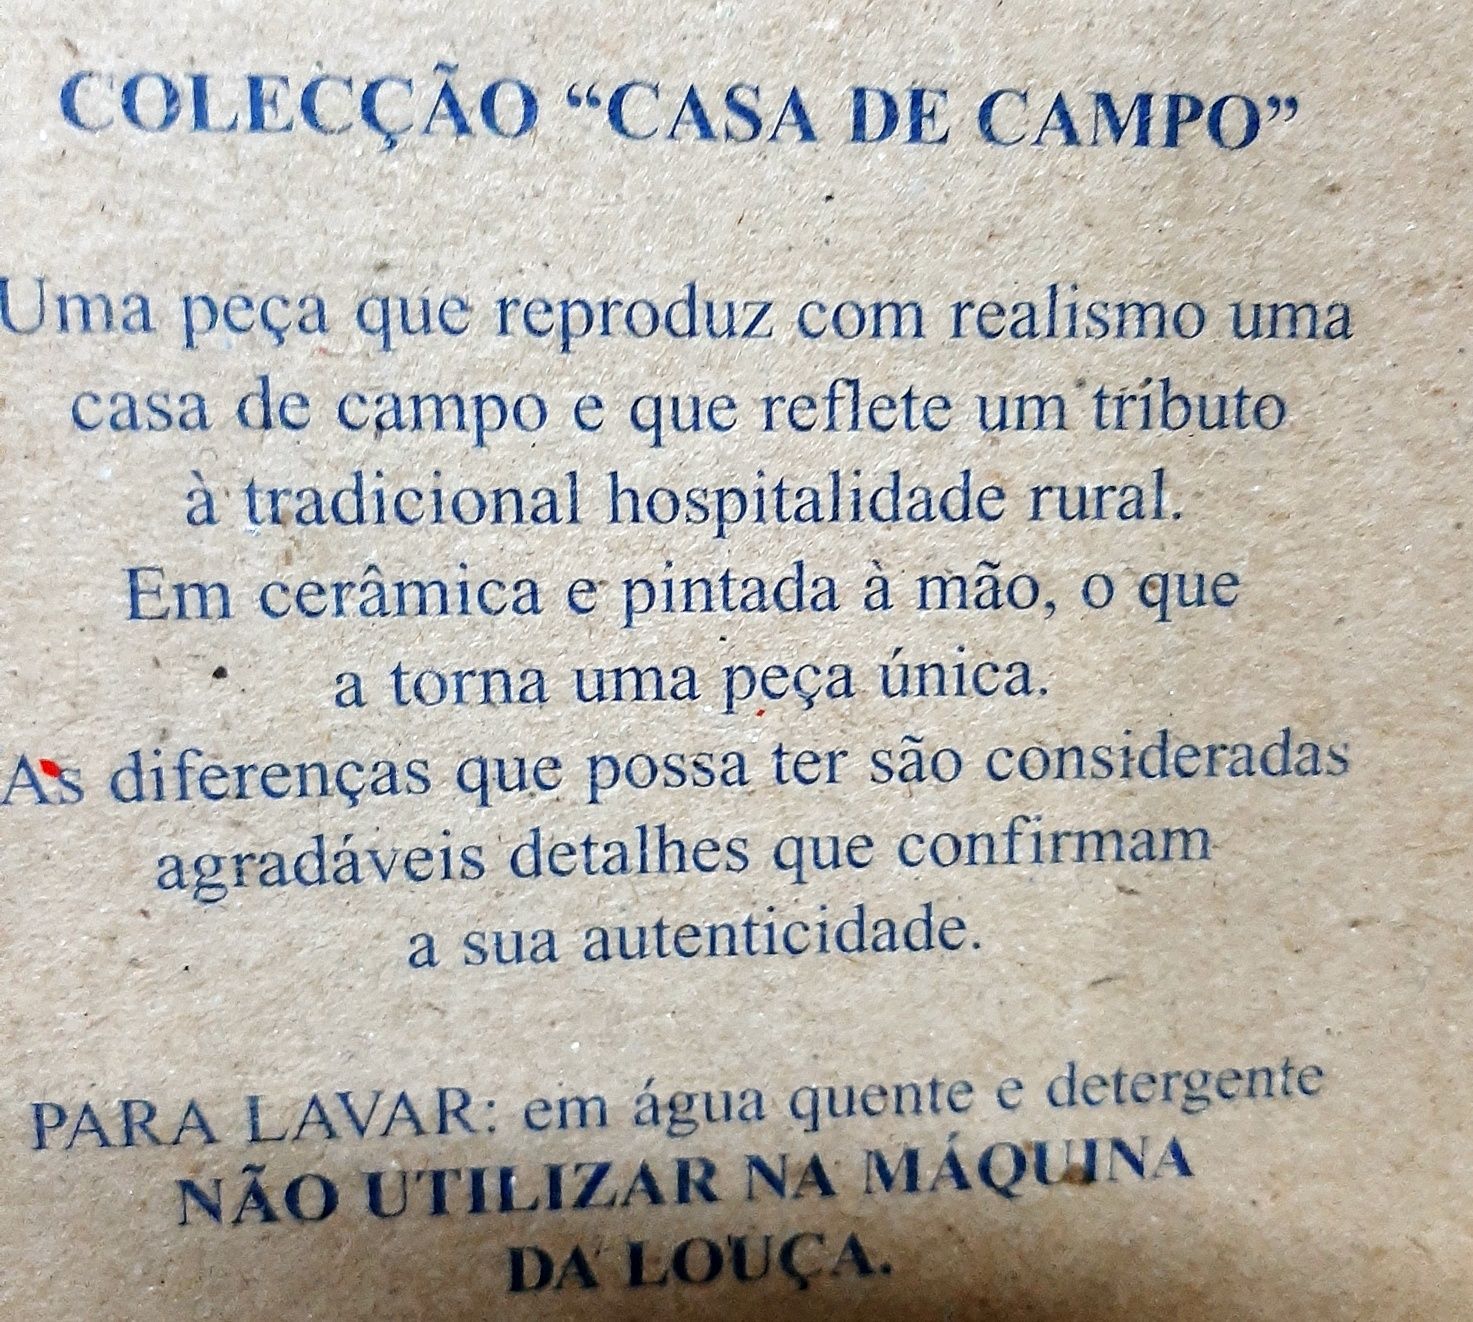 COLECÇÃO “CASA DE CAMPO”
Uma peça que reproduz com realismo uma
casa de campo e que reflete um tributo
à tradicional hospitalidade rural.
Em cerâmica e pintada à mão, o que
a torna uma peça única.
As diferenças que possa ter são consideradas
agradáveis detalhes que confirmam
a sua autenticidade.
PARA LAVAR: em água quente e detergente
NÃO UTILIZAR NA MÁQUINA
DA LOUÇA.